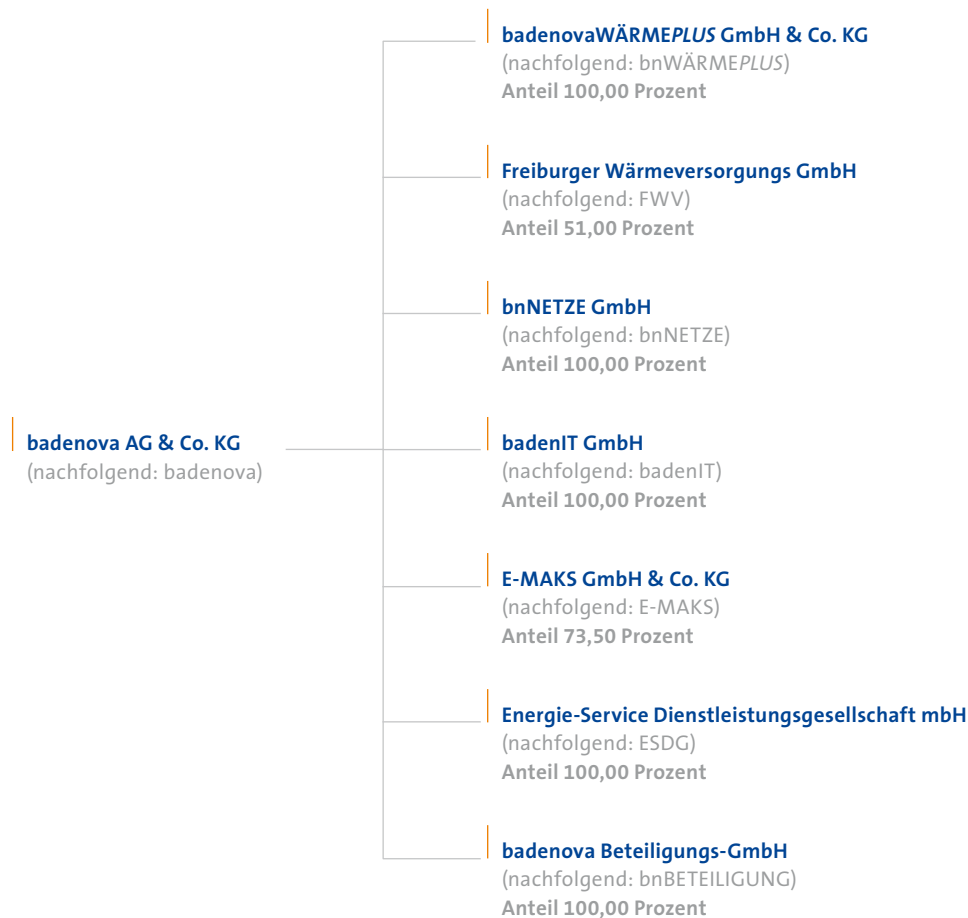 badenovaWÄRMEPLUS GmbH & Co. KG
(nachfolgend: bnWÄRMEPLUS)
Anteil 100,00 Prozent
Freiburger Wärmeversorgungs GmbH
(nachfolgend: FWV)
Anteil 51,00 Prozent
bnNETZE GmbH
(nachfolgend: bnNETZE)
Anteil 100,00 Prozent
badenova AG & Co. KG
(nachfolgend: badenova)
badenIT GmbH
(nachfolgend: badenIT)
Anteil 100,00 Prozent
E-MAKS GmbH & Co. KG
(nachfolgend: E-MAKS)
Anteil 73,50 Prozent
Energie-Service Dienstleistungsgesellschaft mbH
(nachfolgend: ESDG)
Anteil 100,00 Prozent
badenova Beteiligungs-GmbH
(nachfolgend: bnBETEILIGUNG)
Anteil 100,00 Prozent